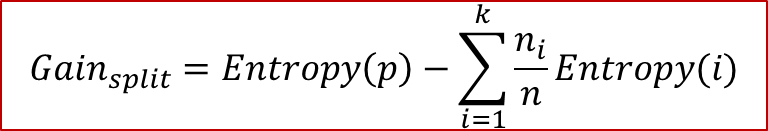 Gain_split = Entropy(p) − ∑_{i=1}^{k} n_i/n Entropy(i)